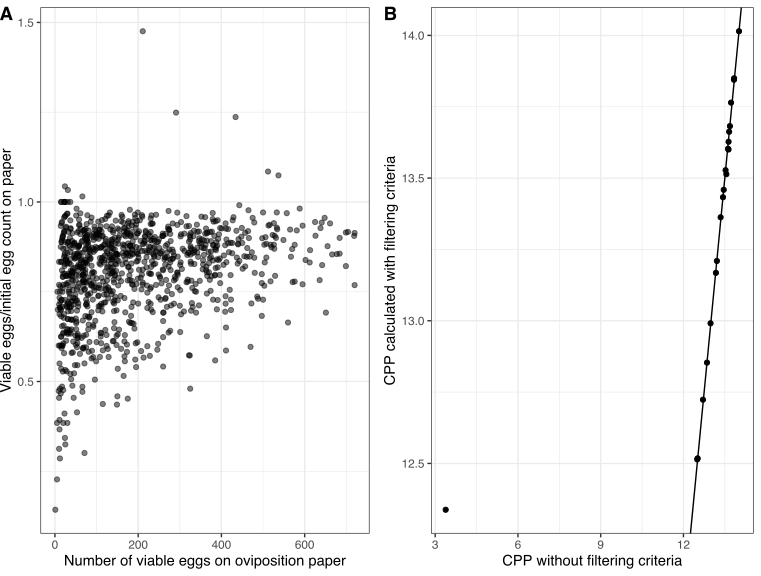 A
B
1.5
1.0
0.5
Viable eggs/initial egg count on paper
0
200
400
600
Number of viable eggs on oviposition paper
14.0
13.5
13.0
12.5
CPP calculated with filtering criteria
3
6
9
12
CPP without filtering criteria